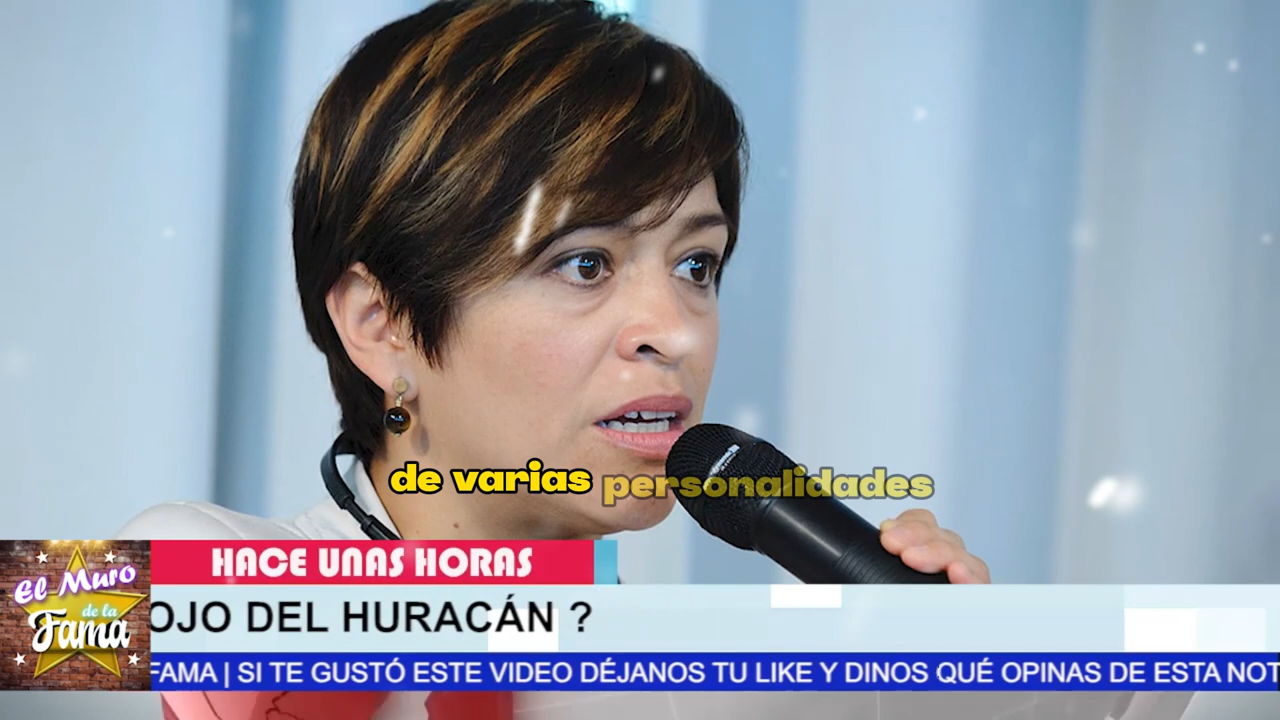 de varias personalidades
HACE UNAS HORAS
OJO DEL HURACÁN ?
El Muro
de la
Fama
FAMA | SI TE GUSTÓ ESTE VIDEO DÉJANOS TU LIKE Y DINOS QUÉ OPINAS DE ESTA NOT